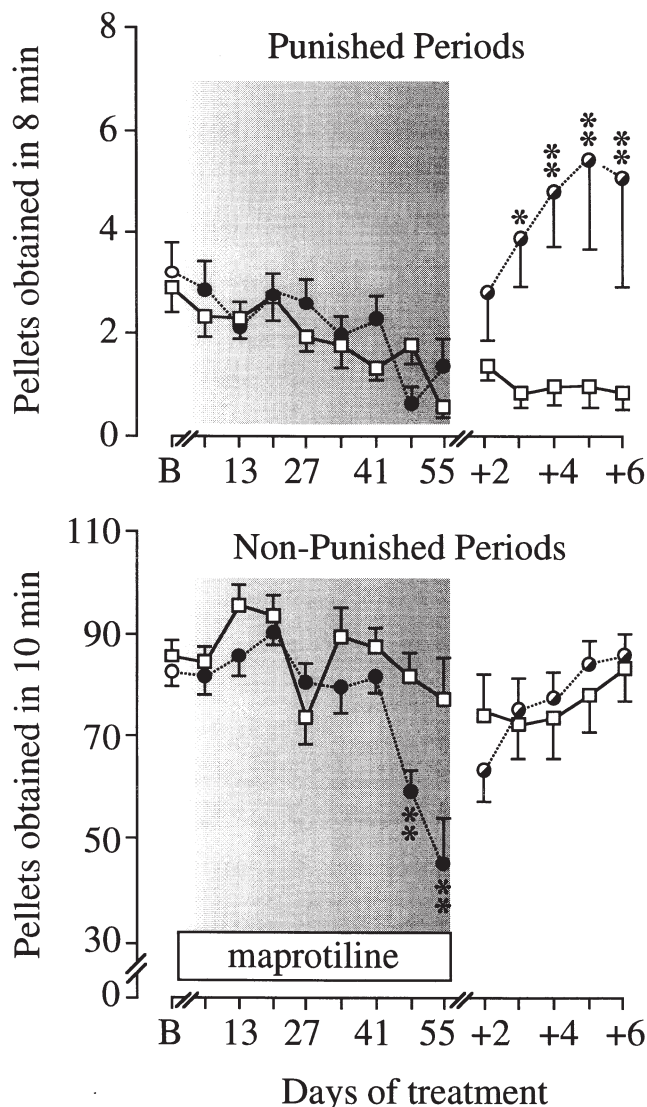 Punished Periods
Pellets obtained in 8 min
8
6
4
2
0
*
**
**
**
B 13 27 41 55 +2 +4 +6
Non-Punished Periods
Pellets obtained in 10 min
110
90
70
50
30
0
**
**
maprotiline
B 13 27 41 55 +2 +4 +6
Days of treatment